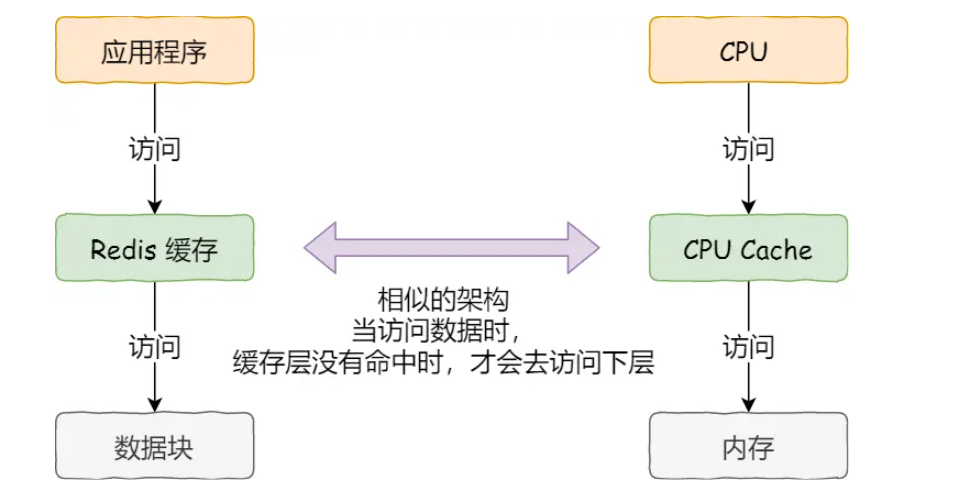 应用程序
CPU
访问
访问
Redis 缓存
CPU Cache
相似的架构
当访问数据时，
缓存层没有命中时，才会去访问下层
访问
访问
数据块
内存